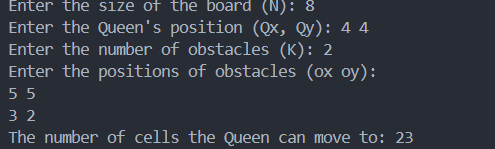 Enter the size of the board (N): 8
Enter the Queen's position (Qx, Qy): 4 4
Enter the number of obstacles (K): 2
Enter the positions of obstacles (ox oy):
5 5
3 2
The number of cells the Queen can move to: 23